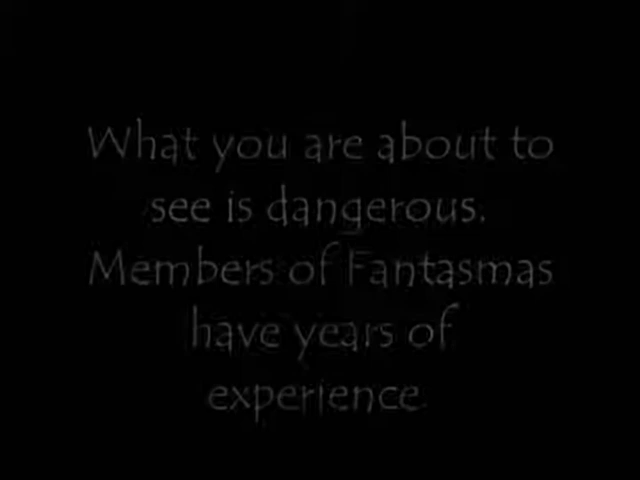 What you are about to
see is dangerous.
Members of Fantasmas
have years of
experience